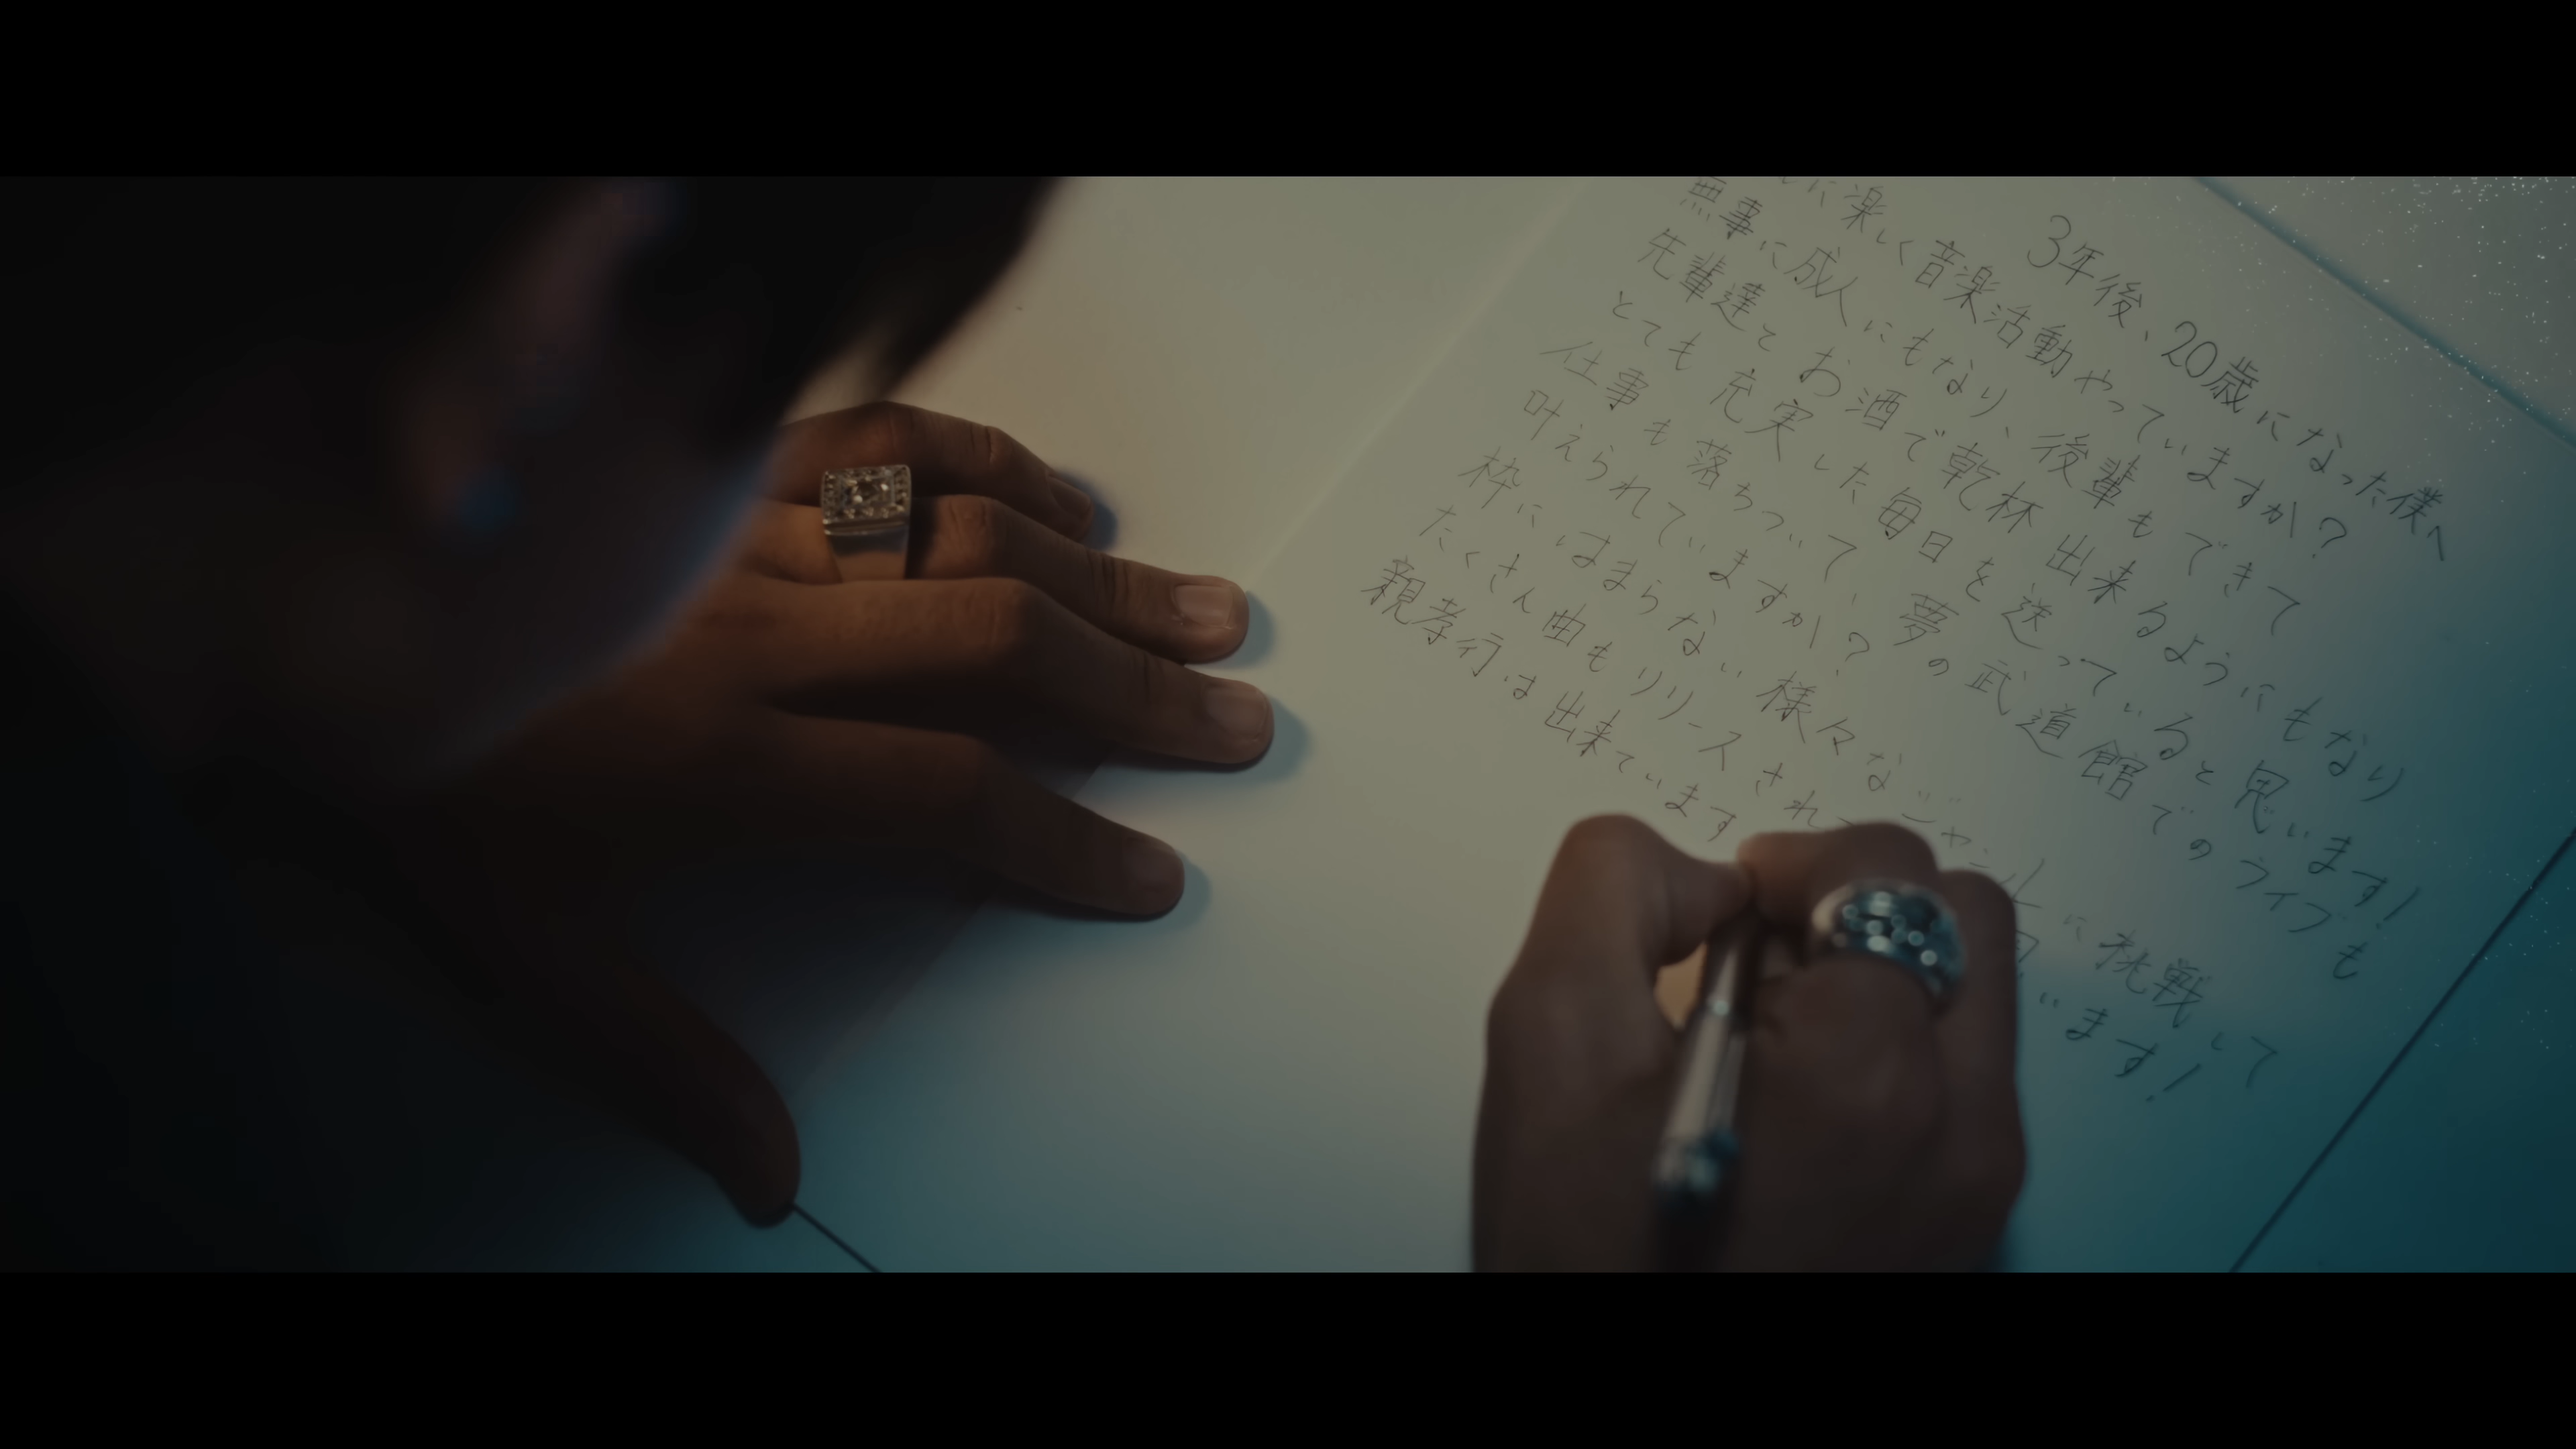 3年後、20歳になった僕へ
に楽しく音楽活動やっていますか?
無事に成人にもなり、後輩もできて
先輩達とお酒で乾杯出来るようにもなり
とても充実した毎日を送っていると思います!
仕事も落ちついて、夢の武道館でのライブも
叶えられていますか?
枠にはまらない様々なジャンルに挑戦して
たくさん曲もリリースされて います!
親孝行は出来ています